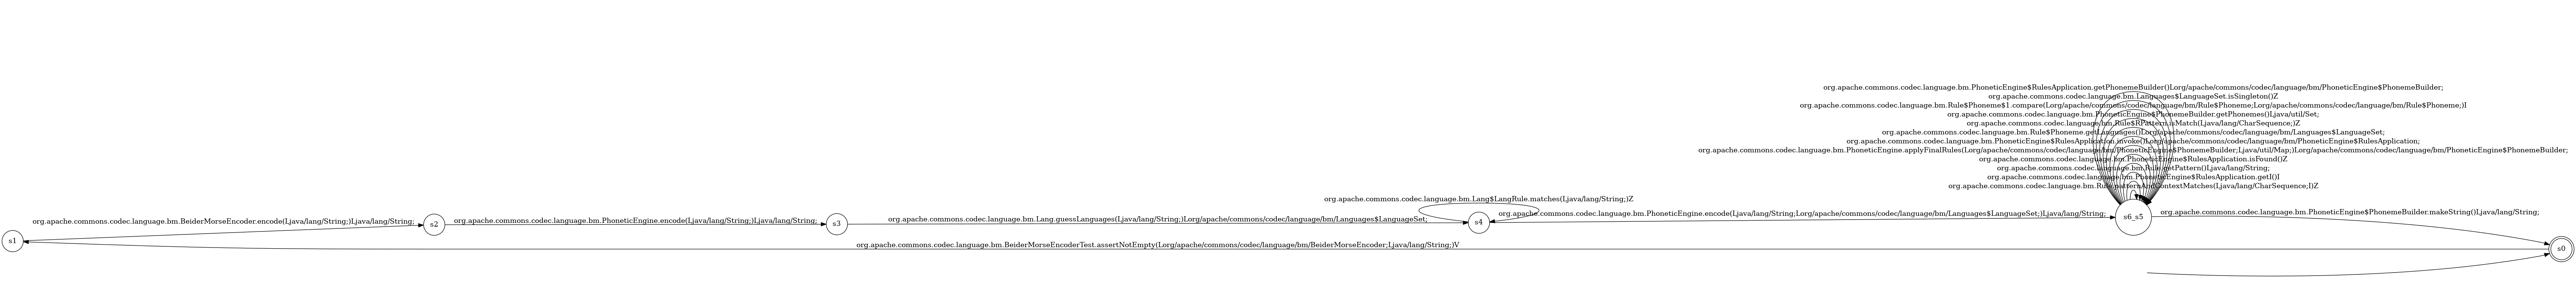 org.apache.commons.codec.language.bm.PhoneticEngine$RulesApplication.getPhonemeBuilder()Lorg/apache/commons/codec/language/bm/PhoneticEngine$PhonemeBuilder;
org.apache.commons.codec.language.bm.Languages$LanguageSet.isSingleton()Z
org.apache.commons.codec.language.bm.Rule$Phoneme$1.compare(Lorg/apache/commons/codec/language/bm/Rule$Phoneme;Lorg/apache/commons/codec/language/bm/Rule$Phoneme;)I
org.apache.commons.codec.language.bm.PhoneticEngine$PhonemeBuilder.getPhonemes()Ljava/util/Set;
org.apache.commons.codec.language.bm.Rule$RPattern.isMatch(Ljava/lang/CharSequence;)Z
org.apache.commons.codec.language.bm.Rule$Phoneme.getLanguages()Lorg/apache/commons/codec/language/bm/Languages$LanguageSet;
org.apache.commons.codec.language.bm.PhoneticEngine$RulesApplication.invoke()Lorg/apache/commons/codec/language/bm/PhoneticEngine$RulesApplication;
org.apache.commons.codec.language.bm.PhoneticEngine.applyFinalRules(Lorg/apache/commons/codec/language/bm/PhoneticEngine$PhonemeBuilder;Ljava/util/Map;)Lorg/apache/commons/codec/language/bm/PhoneticEngine$PhonemeBuilder;
org.apache.commons.codec.language.bm.PhoneticEngine$RulesApplication.isFound()Z
org.apache.commons.codec.language.bm.Rule.getPattern()Ljava/lang/String;
org.apache.commons.codec.language.bm.PhoneticEngine$RulesApplication.getI()I
org.apache.commons.codec.language.bm.Rule.patternAndContextMatches(Ljava/lang/CharSequence;I)Z
org.apache.commons.codec.language.bm.Lang$LangRule.matches(Ljava/lang/String;)Z
s1
org.apache.commons.codec.language.bm.BeiderMorseEncoder.encode(Ljava/lang/String;)Ljava/lang/String;
s2
org.apache.commons.codec.language.bm.PhoneticEngine.encode(Ljava/lang/String;)Ljava/lang/String;
s3
org.apache.commons.codec.language.bm.Lang.guessLanguages(Ljava/lang/String;)Lorg/apache/commons/codec/language/bm/Languages$LanguageSet;
s4
org.apache.commons.codec.language.bm.PhoneticEngine.encode(Ljava/lang/String;Lorg/apache/commons/codec/language/bm/Languages$LanguageSet;)Ljava/lang/String;
s6_s5
org.apache.commons.codec.language.bm.PhoneticEngine$PhonemeBuilder.makeString()Ljava/lang/String;
s0
org.apache.commons.codec.language.bm.BeiderMorseEncoderTest.assertNotEmpty(Lorg/apache/commons/codec/language/bm/BeiderMorseEncoder;Ljava/lang/String;)V